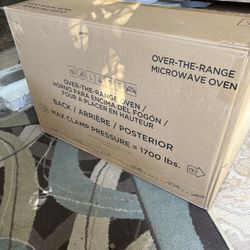 OVER-THE-RANGE
MICROWAVE OVEN
OVER-THE-RANGE OVEN /
HORNO PARA ENCIMA DEL FOGON /
FOUR A PLACER EN HAUTEUR
BACK / ARRIÈRE / POSTERIOR
MAX CLAMP PRESSURE = 1700 lbs.